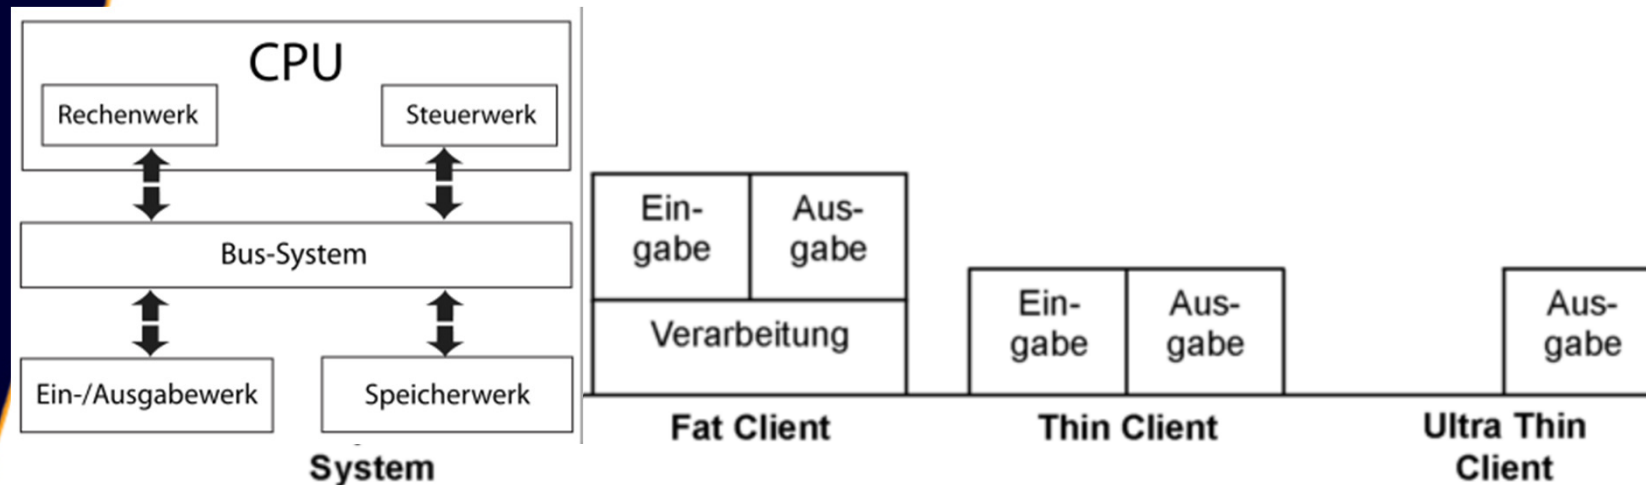 CPU
Rechenwerk
Steuerwerk
Bus-System
Ein-/Ausgabewerk
Speicherwerk
System
Ein-
gabe
Aus-
gabe
Verarbeitung
Fat Client
Ein-
gabe
Aus-
gabe
Thin Client
Aus-
gabe
Ultra Thin
Client